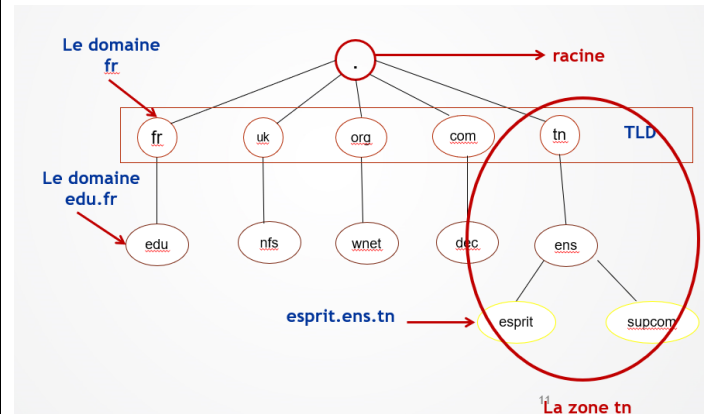 Le domaine
fr
.
racine
fr
uk
org
com
tn
TLD
Le domaine
edu.fr
edu
nfs
wnet
dec
ens
esprit.ens.tn
esprit
supcom
11
La zone tn